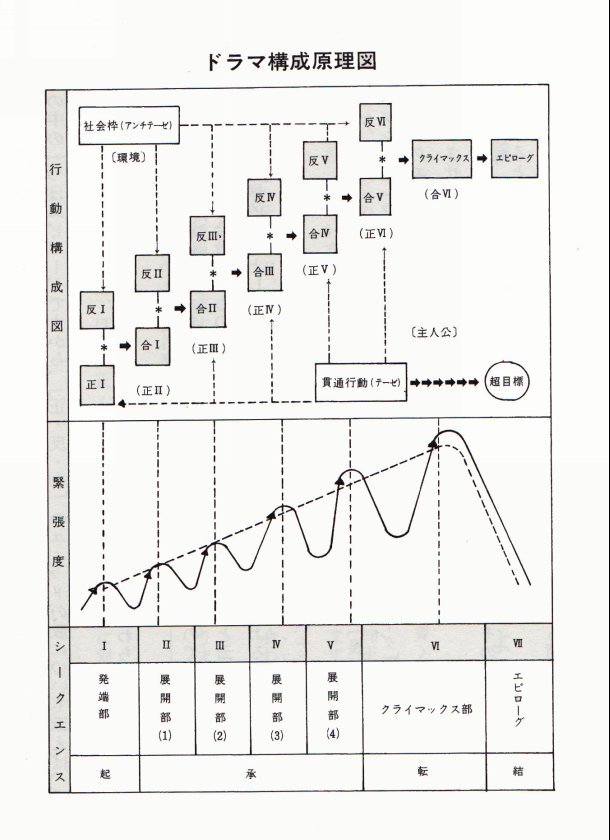 ドラマ構成原理図
行動構成図
社会枠(アンチテーゼ)
〔環境〕
反Ⅵ
反Ⅴ
クライマックス
エピローグ
反Ⅳ
合Ⅴ
(合Ⅵ)
反Ⅲ
合Ⅳ
(正Ⅵ)
反Ⅱ
合Ⅲ
(正Ⅴ)
反Ⅰ
合Ⅱ
(正Ⅳ)
〔主人公〕
合Ⅰ
(正Ⅲ)
正Ⅰ
(正Ⅱ)
貫通行動(テーゼ)
超目標
緊張度
シークエンス
Ⅰ
Ⅱ
Ⅲ
Ⅳ
Ⅴ
Ⅵ
Ⅶ
発端部
展開部(1)
展開部(2)
展開部(3)
展開部(4)
クライマックス部
エピローグ
起
承
転
結